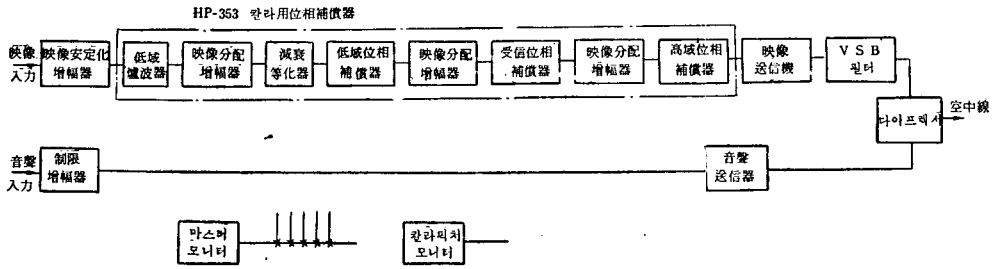 HP-353 칼라用位相補償器
映像
入力
映像安定化
增幅器
低域
濾波器
映像分配
增幅器
減衰
等化器
低域位相
補償器
映像分配
增幅器
受信位相
補償器
映像分配
增幅器
高域位相
補償器
映像
送信機
V S B
필터
다이프렉서
空中線
音聲
入力
制限
增幅器
音聲
送信器
마스터
모니터
칼라픽처
모니터